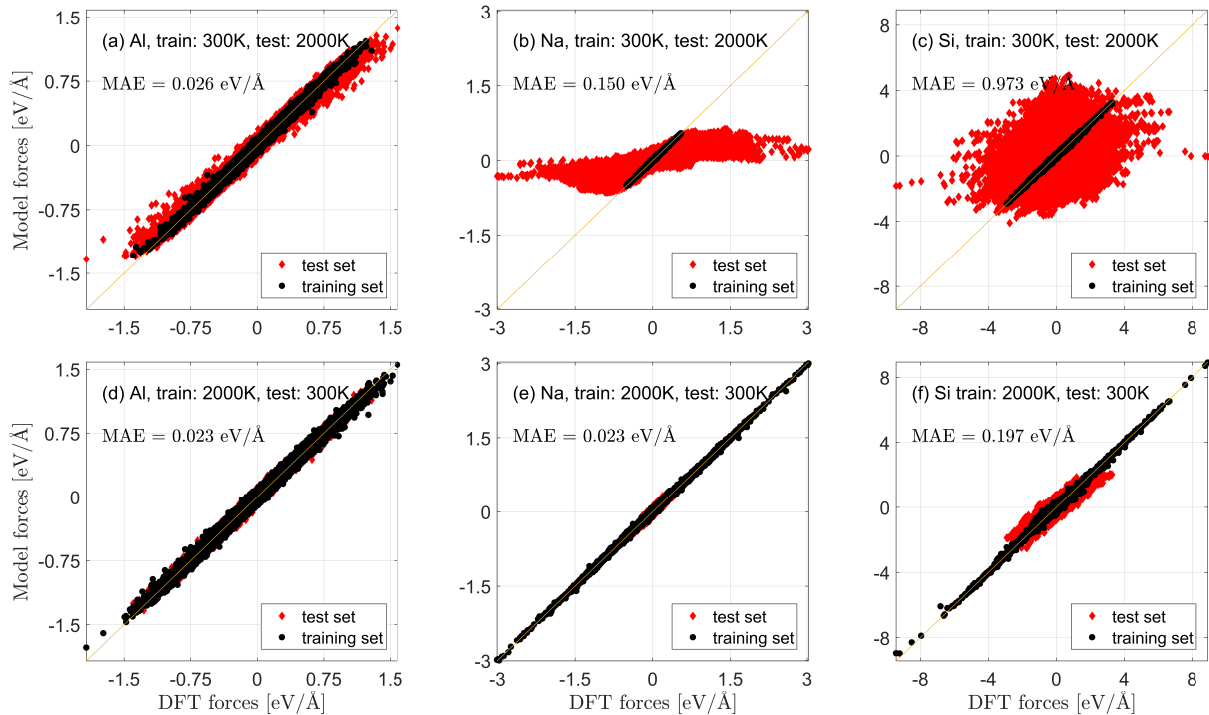 (a) Al, train: 300K, test: 2000K
MAE = 0.026 eV/Å
Model forces [eV/Å]
1.5
0.75
0
-0.75
-1.5
-1.5
-0.75
0
0.75
1.5
test set
training set
(b) Na, train: 300K, test: 2000K
MAE = 0.150 eV/Å
3
1.5
0
-1.5
-3
-3
-1.5
0
1.5
3
test set
training set
(c) Si, train: 300K, test: 2000K
MAE = 0.973 eV/Å
8
4
0
-4
-8
-8
-4
0
4
8
test set
training set
(d) Al, train: 2000K, test: 300K
MAE = 0.023 eV/Å
Model forces [eV/Å]
1.5
0.75
0
-0.75
-1.5
-1.5
-0.75
0
0.75
1.5
DFT forces [eV/Å]
test set
training set
(e) Na, train: 2000K, test: 300K
MAE = 0.023 eV/Å
3
1.5
0
-1.5
-3
-3
-1.5
0
1.5
3
DFT forces [eV/Å]
test set
training set
(f) Si train: 2000K, test: 300K
MAE = 0.197 eV/Å
8
4
0
-4
-8
-8
-4
0
4
8
DFT forces [eV/Å]
test set
training set